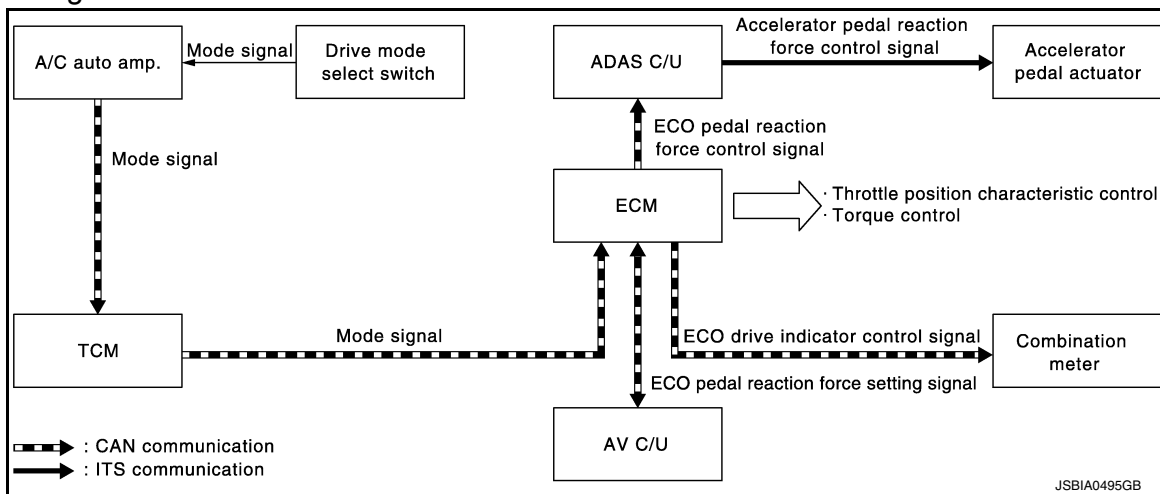 A/C auto amp.
Mode signal
Drive mode
select switch
ADAS C/U
Accelerator pedal reaction
force control signal
Accelerator
pedal actuator
Mode signal
ECO pedal reaction
force control signal
ECM
· Throttle position characteristic control
· Torque control
TCM
Mode signal
ECO drive indicator control signal
Combination
meter
ECO pedal reaction force setting signal
AV C/U
: CAN communication
: ITS communication
JSBIA0495GB